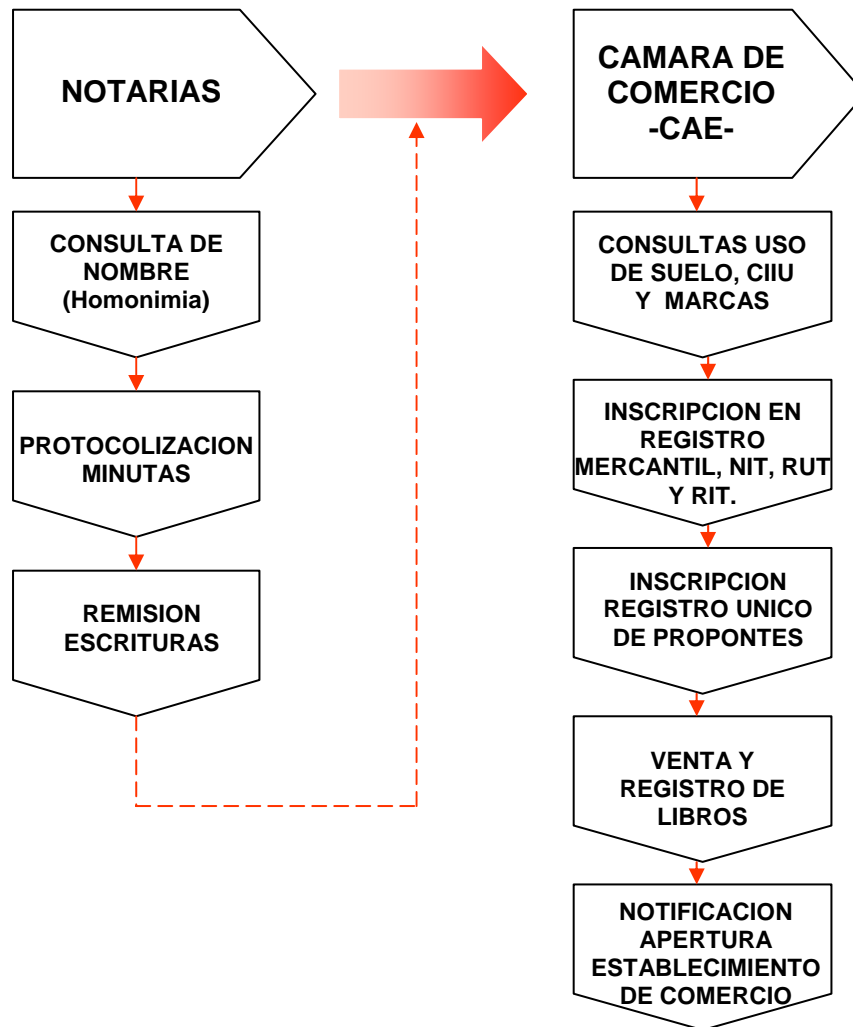 NOTARIAS
CONSULTA DE
NOMBRE
(Homonimia)
PROTOCOLIZACION
MINUTAS
REMISION
ESCRITURAS
CAMARA DE
COMERCIO
-CAE-
CONSULTAS USO
DE SUELO, CIIU
Y MARCAS
INSCRIPCION EN
REGISTRO
MERCANTIL, NIT, RUT
Y RIT.
INSCRIPCION
REGISTRO UNICO
DE PROPONTES
VENTA Y
REGISTRO DE
LIBROS
NOTIFICACION
APERTURA
ESTABLECIMIENTO
DE COMERCIO